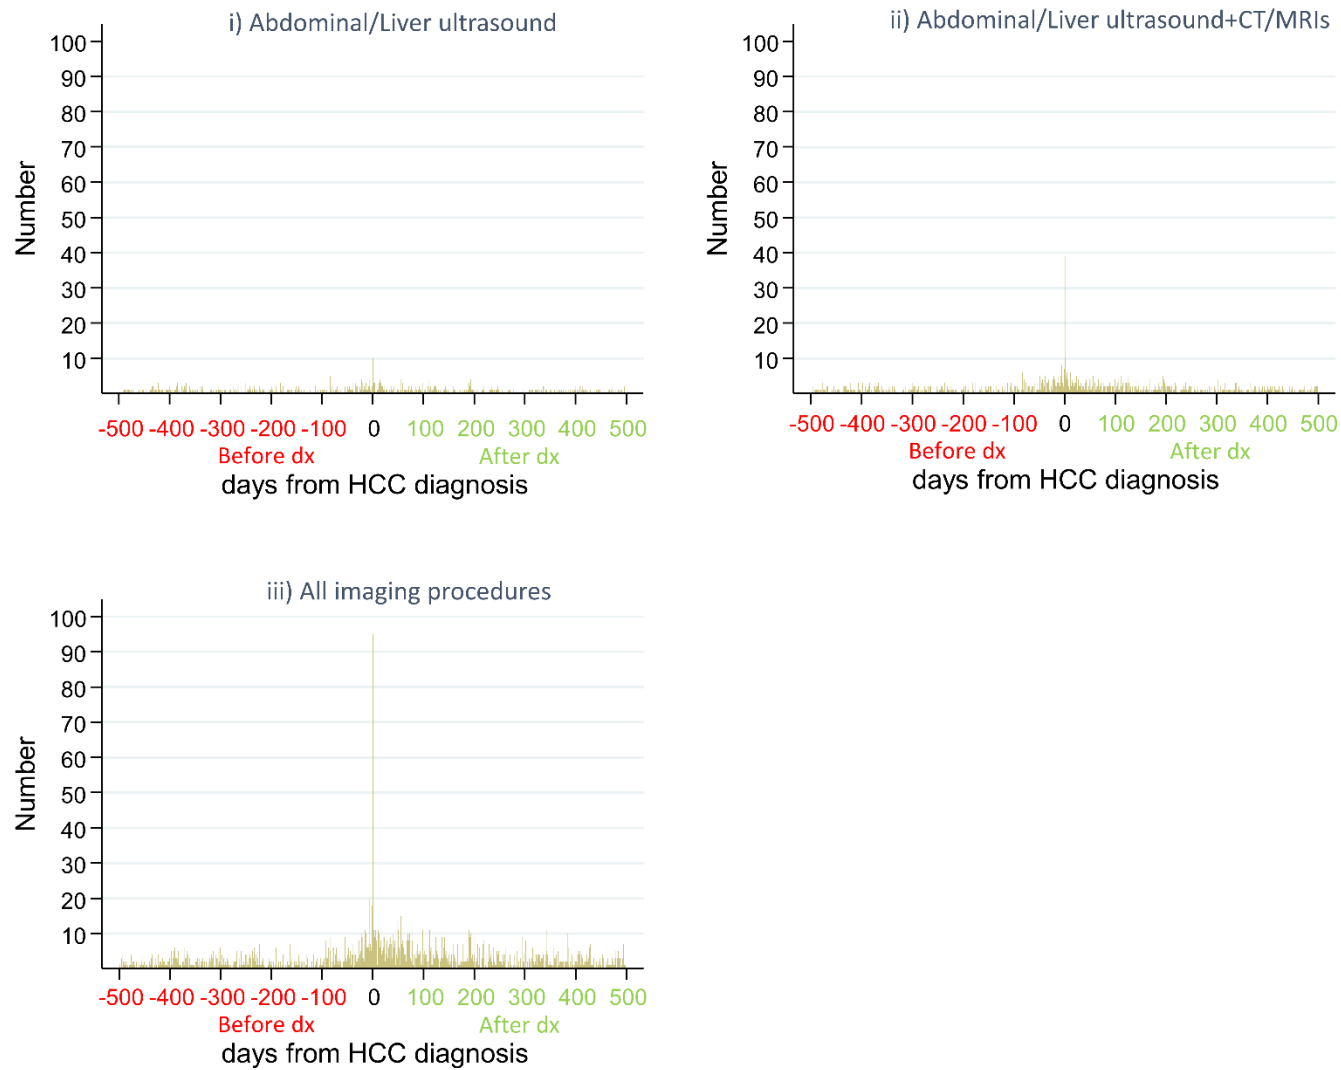 i) Abdominal/Liver ultrasound
100
90
80
70
60
50
40
30
20
10
Number
-500 -400 -300 -200 -100 0 100 200 300 400 500
Before dx After dx
days from HCC diagnosis
ii) Abdominal/Liver ultrasound+CT/MRIs
100
90
80
70
60
50
40
30
20
10
Number
-500 -400 -300 -200 -100 0 100 200 300 400 500
Before dx After dx
days from HCC diagnosis
iii) All imaging procedures
100
90
80
70
60
50
40
30
20
10
Number
-500 -400 -300 -200 -100 0 100 200 300 400 500
Before dx After dx
days from HCC diagnosis